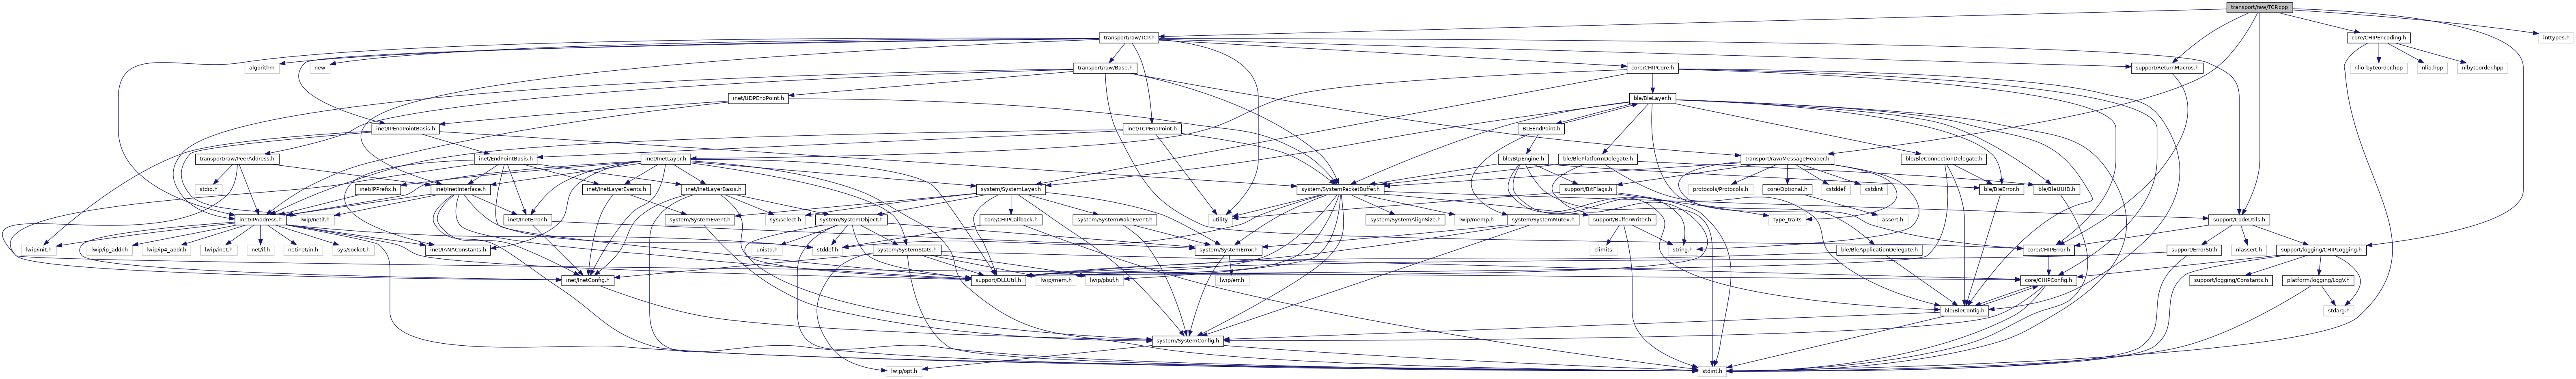 transport/raw/TCP.cpp
transport/raw/TCP.h
core/CHIPEncoding.h
inttypes.h
algorithm
new
transport/raw/Base.h
core/CHIPCore.h
support/ReturnMacros.h
nlio-byteorder.hpp
nlio.hpp
nlbyteorder.hpp
inet/UDPEndPoint.h
ble/BleLayer.h
inet/IPEndPointBasis.h
inet/TCPEndPoint.h
BLEEndPoint.h
transport/raw/PeerAddress.h
inet/EndPointBasis.h
inet/InetLayer.h
ble/BtpEngine.h
ble/BlePlatformDelegate.h
transport/raw/MessageHeader.h
ble/BleConnectionDelegate.h
stdio.h
inet/IPPrefix.h
inet/InetInterface.h
inet/InetLayerEvents.h
inet/InetLayerBasis.h
system/SystemLayer.h
system/SystemPacketBuffer.h
support/BitFlags.h
protocols/Protocols.h
core/Optional.h
cstddef
cstdint
ble/BleError.h
ble/BleUUID.h
inet/IPAddress.h
lwip/netif.h
inet/InetError.h
system/SystemEvent.h
sys/select.h
system/SystemObject.h
core/CHIPCallback.h
system/SystemWakeEvent.h
utility
system/SystemAlignSize.h
lwip/memp.h
system/SystemMutex.h
support/BufferWriter.h
type_traits
assert.h
support/CodeUtils.h
lwip/init.h
lwip/ip_addr.h
lwip/ip4_addr.h
lwip/inet.h
net/if.h
netinet/in.h
sys/socket.h
inet/IANAConstants.h
unistd.h
stddef.h
system/SystemStats.h
system/SystemError.h
climits
string.h
ble/BleApplicationDelegate.h
core/CHIPError.h
support/ErrorStr.h
nlassert.h
support/logging/CHIPLogging.h
inet/InetConfig.h
support/DLLUtil.h
lwip/mem.h
lwip/pbuf.h
lwip/err.h
core/CHIPConfig.h
support/logging/Constants.h
platform/logging/LogV.h
ble/BleConfig.h
stdarg.h
system/SystemConfig.h
lwip/opt.h
stdint.h